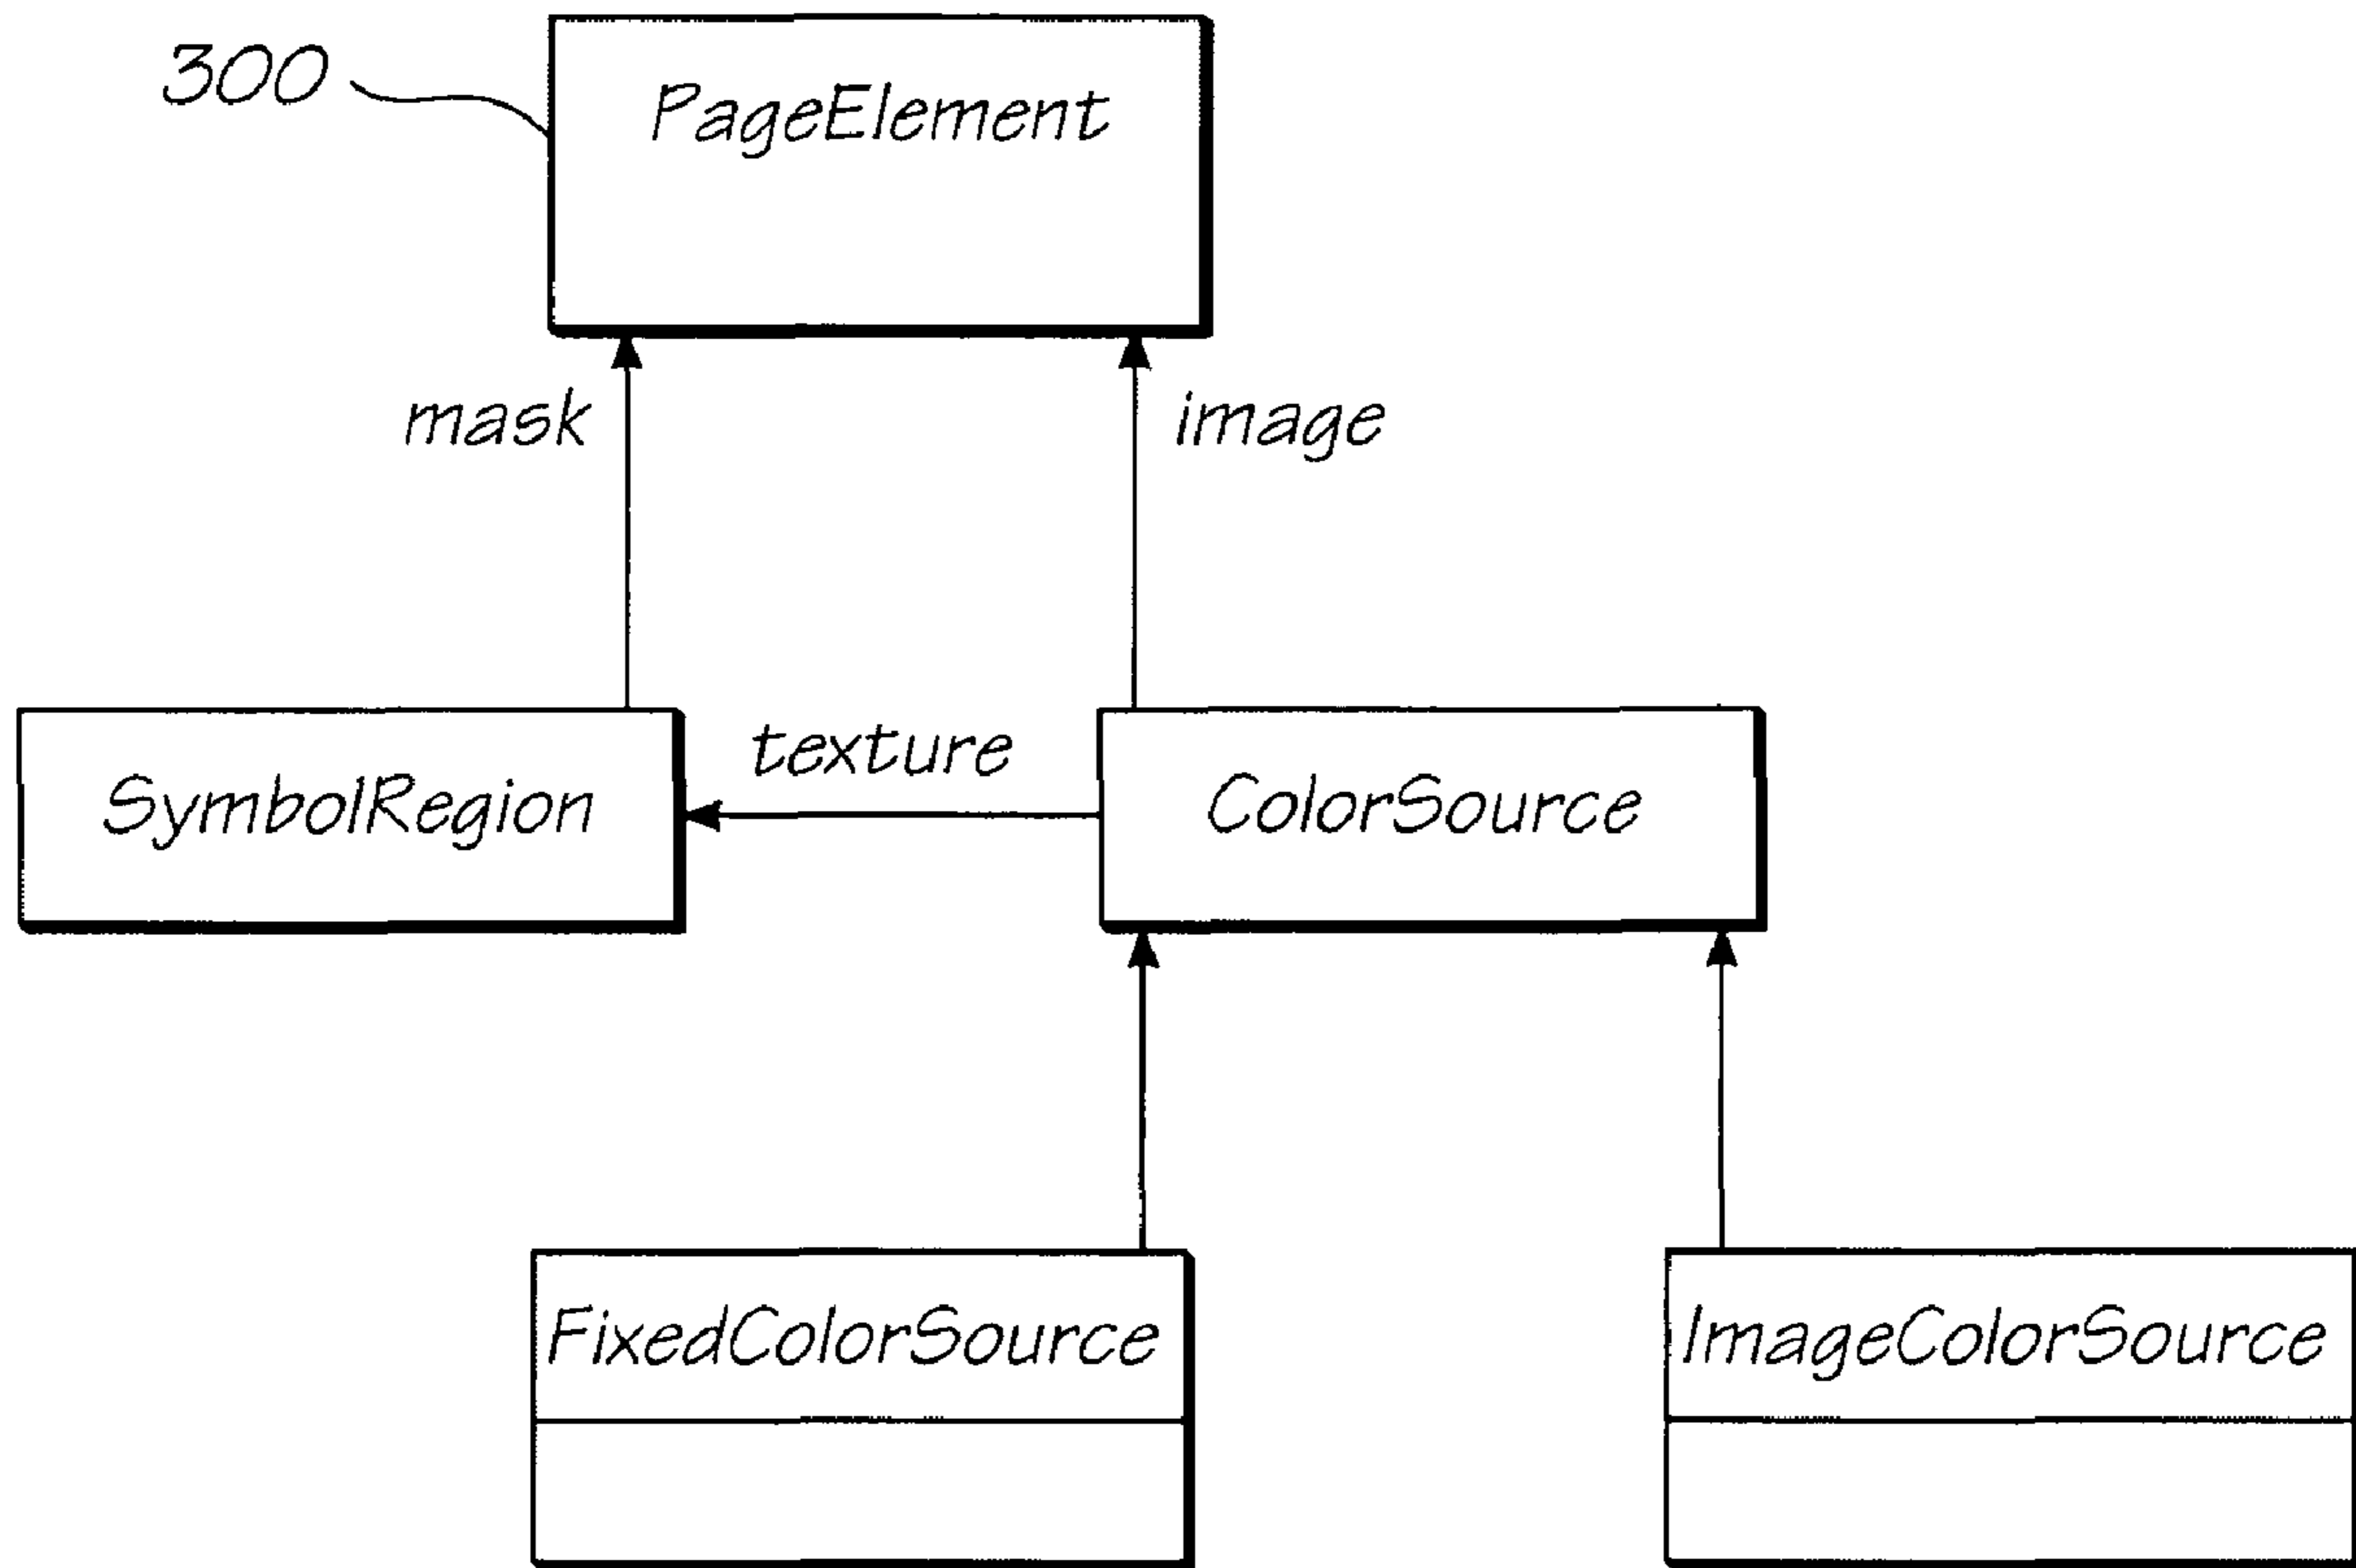 300
PageElement
mask
image
texture
SymbolRegion
ColorSource
FixedColorSource
ImageColorSource